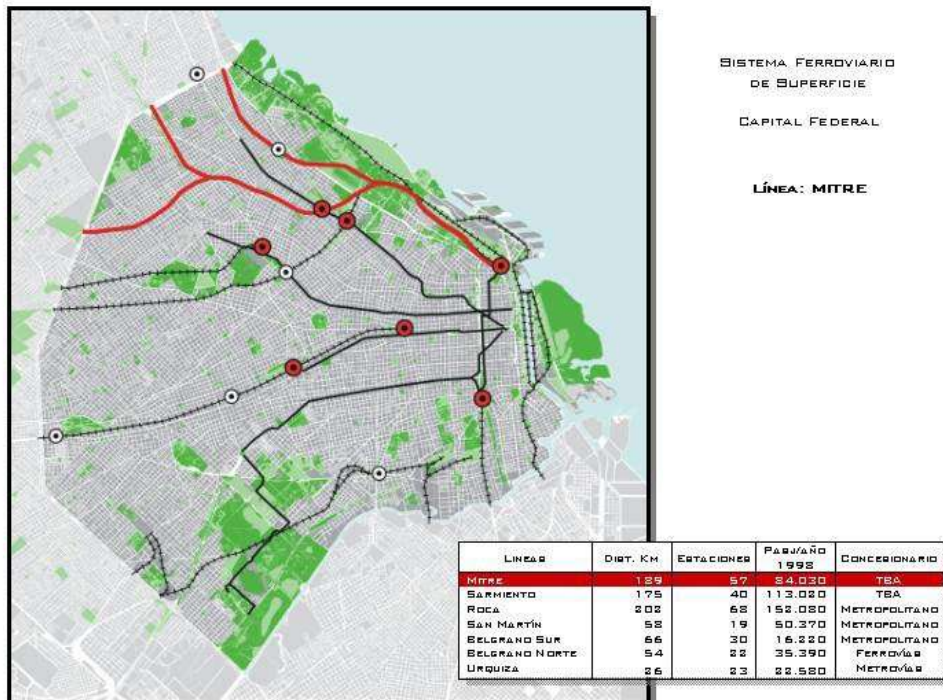 SISTEMA FERROVIARIO
DE SUPERFICIE
CAPITAL FEDERAL
LÍNEA: MITRE
LINEAS DIST. KM ESTACIONES PASJ/AÑO 1998 CONCESIONARIO
MITRE 189 57 84.030 TBA
SARMIENTO 175 40 113.020 TBA
ROCA 202 68 152.080 METROPOLITANO
SAN MARTÍN 58 19 50.370 METROPOLITANO
BELGRANO SUR 66 30 16.220 METROPOLITANO
BELGRANO NORTE 54 22 35.390 FERROVÍAS
URQUIZA 26 23 22.580 METROVÍAS